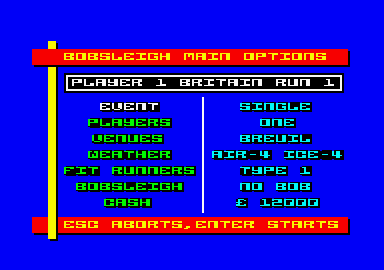 BOBSLEIGH MAIN OPTIONS
PLAYER 1 BRITAIN RUN 1
EVENT SINGLE
PLAYERS ONE
VENUES BREUIL
WEATHER AIR-4 ICE-4
FIT RUNNERS TYPE 1
BOBSLEIGH NO BOB
CASH £ 12000
ESC ABORTS,ENTER STARTS